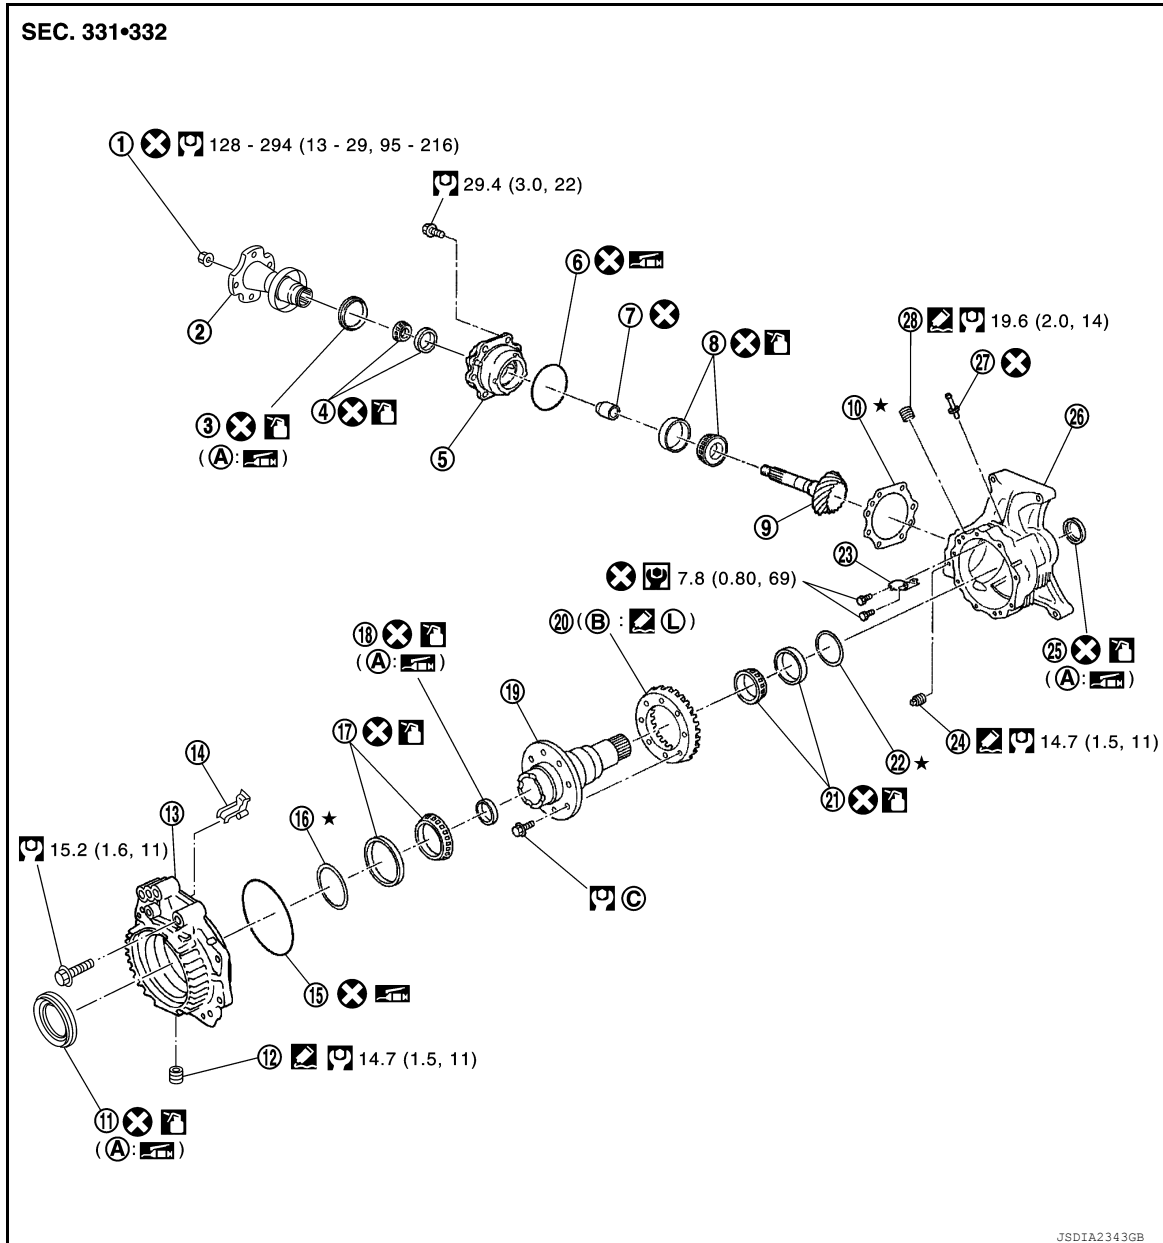 SEC. 331•332
1 128 - 294 (13 - 29, 95 - 216)
29.4 (3.0, 22)
2
3
(A: )
4
5
6
7
8
9
10 ★
28 19.6 (2.0, 14)
27
26
23
7.8 (0.80, 69)
20 (B : L )
25
(A: )
24 14.7 (1.5, 11)
22 ★
21
18
(A: )
19
17
16 ★
C
14
13
15.2 (1.6, 11)
15
12 14.7 (1.5, 11)
11
(A: )
JSDIA2343GB